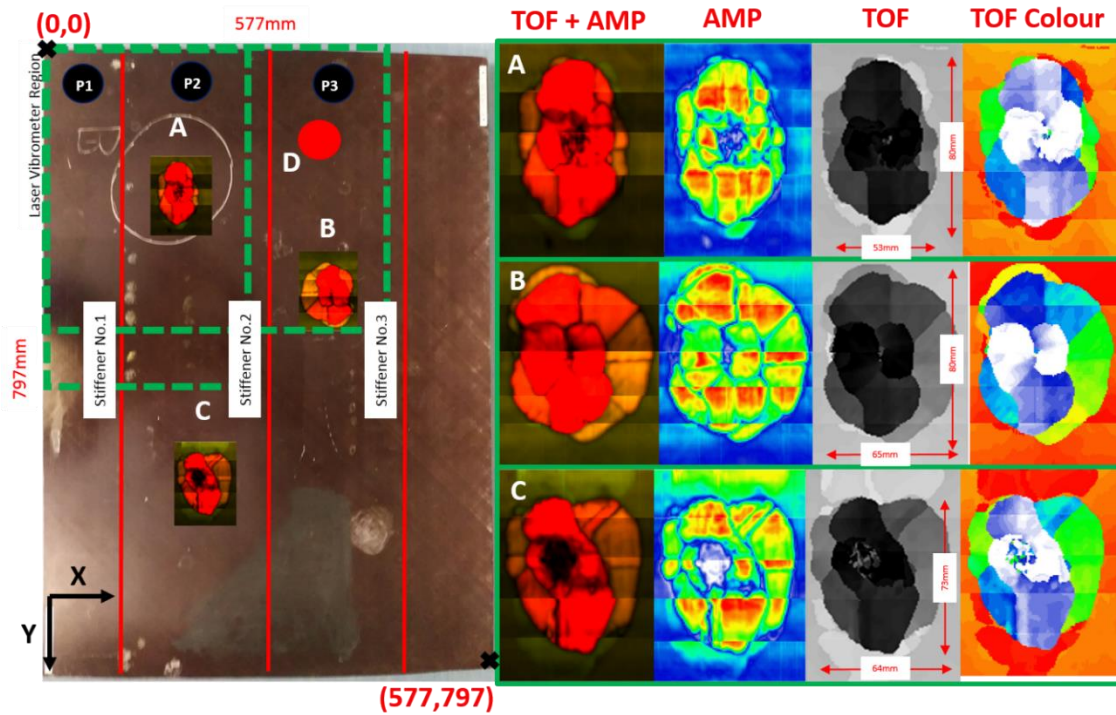 (0,0)
577mm
TOF + AMP
AMP
TOF
TOF Colour
Laser Vibrometer Region
P1
P2
P3
A
B
D
B
C
Stiffener No.1
Stiffener No.2
Stiffener No.3
797mm
X
Y
(577,797)
A
80mm
53mm
B
80mm
65mm
C
73mm
64mm